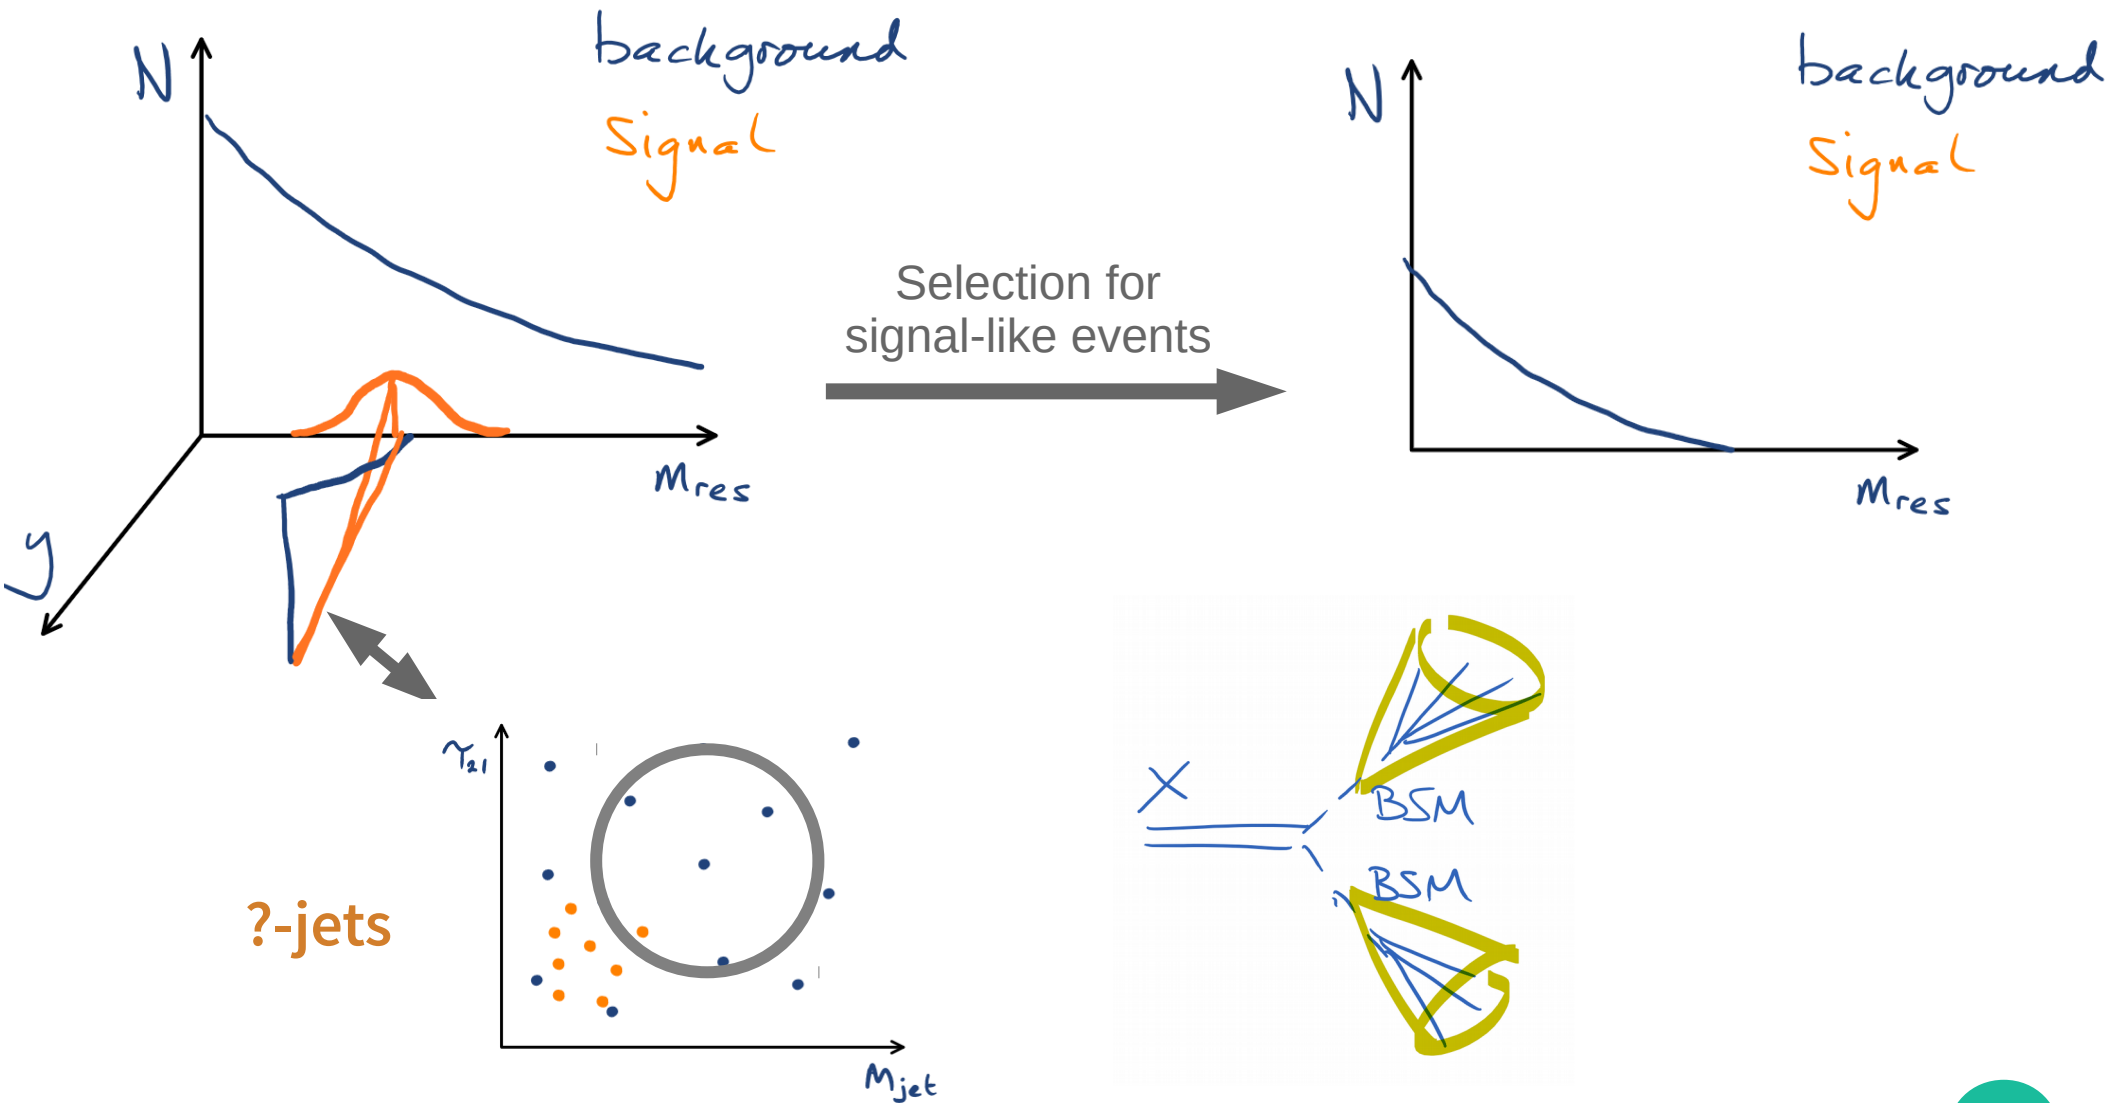 N
background
Signal
Mres
y
Selection for
signal-like events
N
background
Signal
Mres
τ21
?-jets
Mjet
X
BSM
BSM